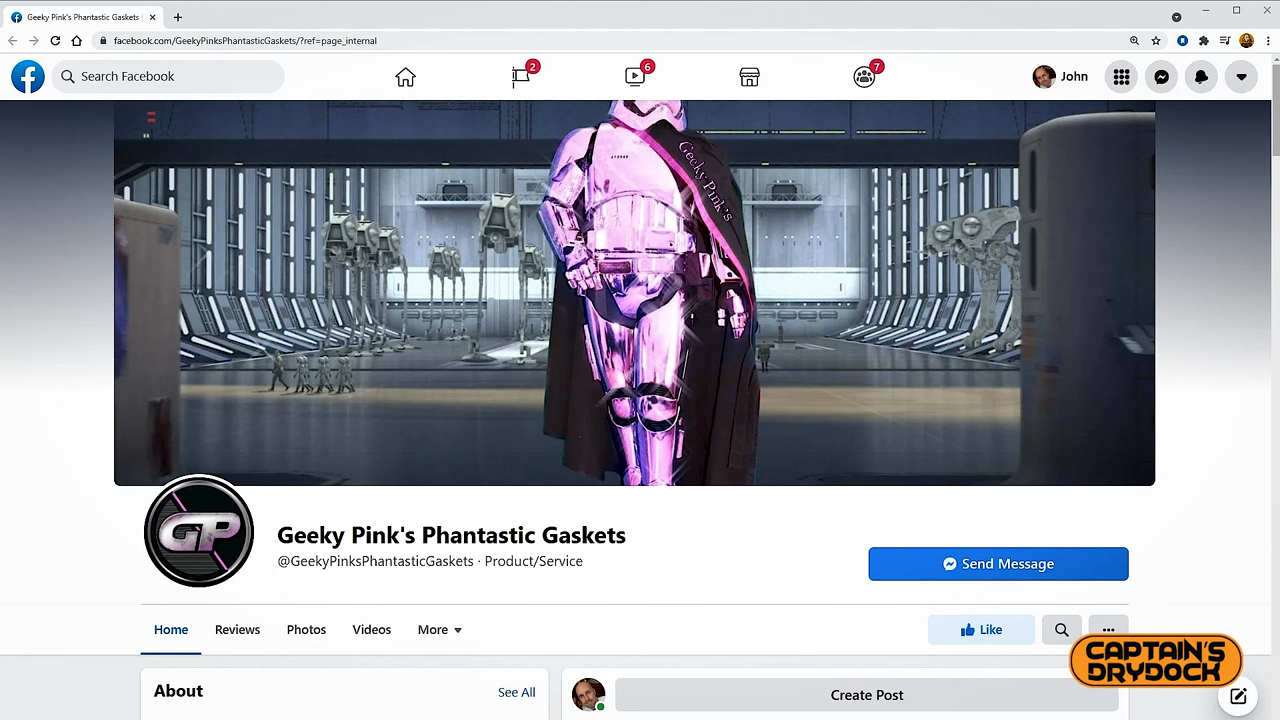 Geeky Pink's Phantastic Gaskets
facebook.com/GeekyPinksPhantasticGaskets/?ref=page_internal
Search Facebook
2
6
7
John
Geeky Pink's
GP
Geeky Pink's Phantastic Gaskets
@GeekyPinksPhantasticGaskets · Product/Service
Send Message
Home
Reviews
Photos
Videos
More
Like
CAPTAIN'S
DRYDOCK
About
See All
Create Post